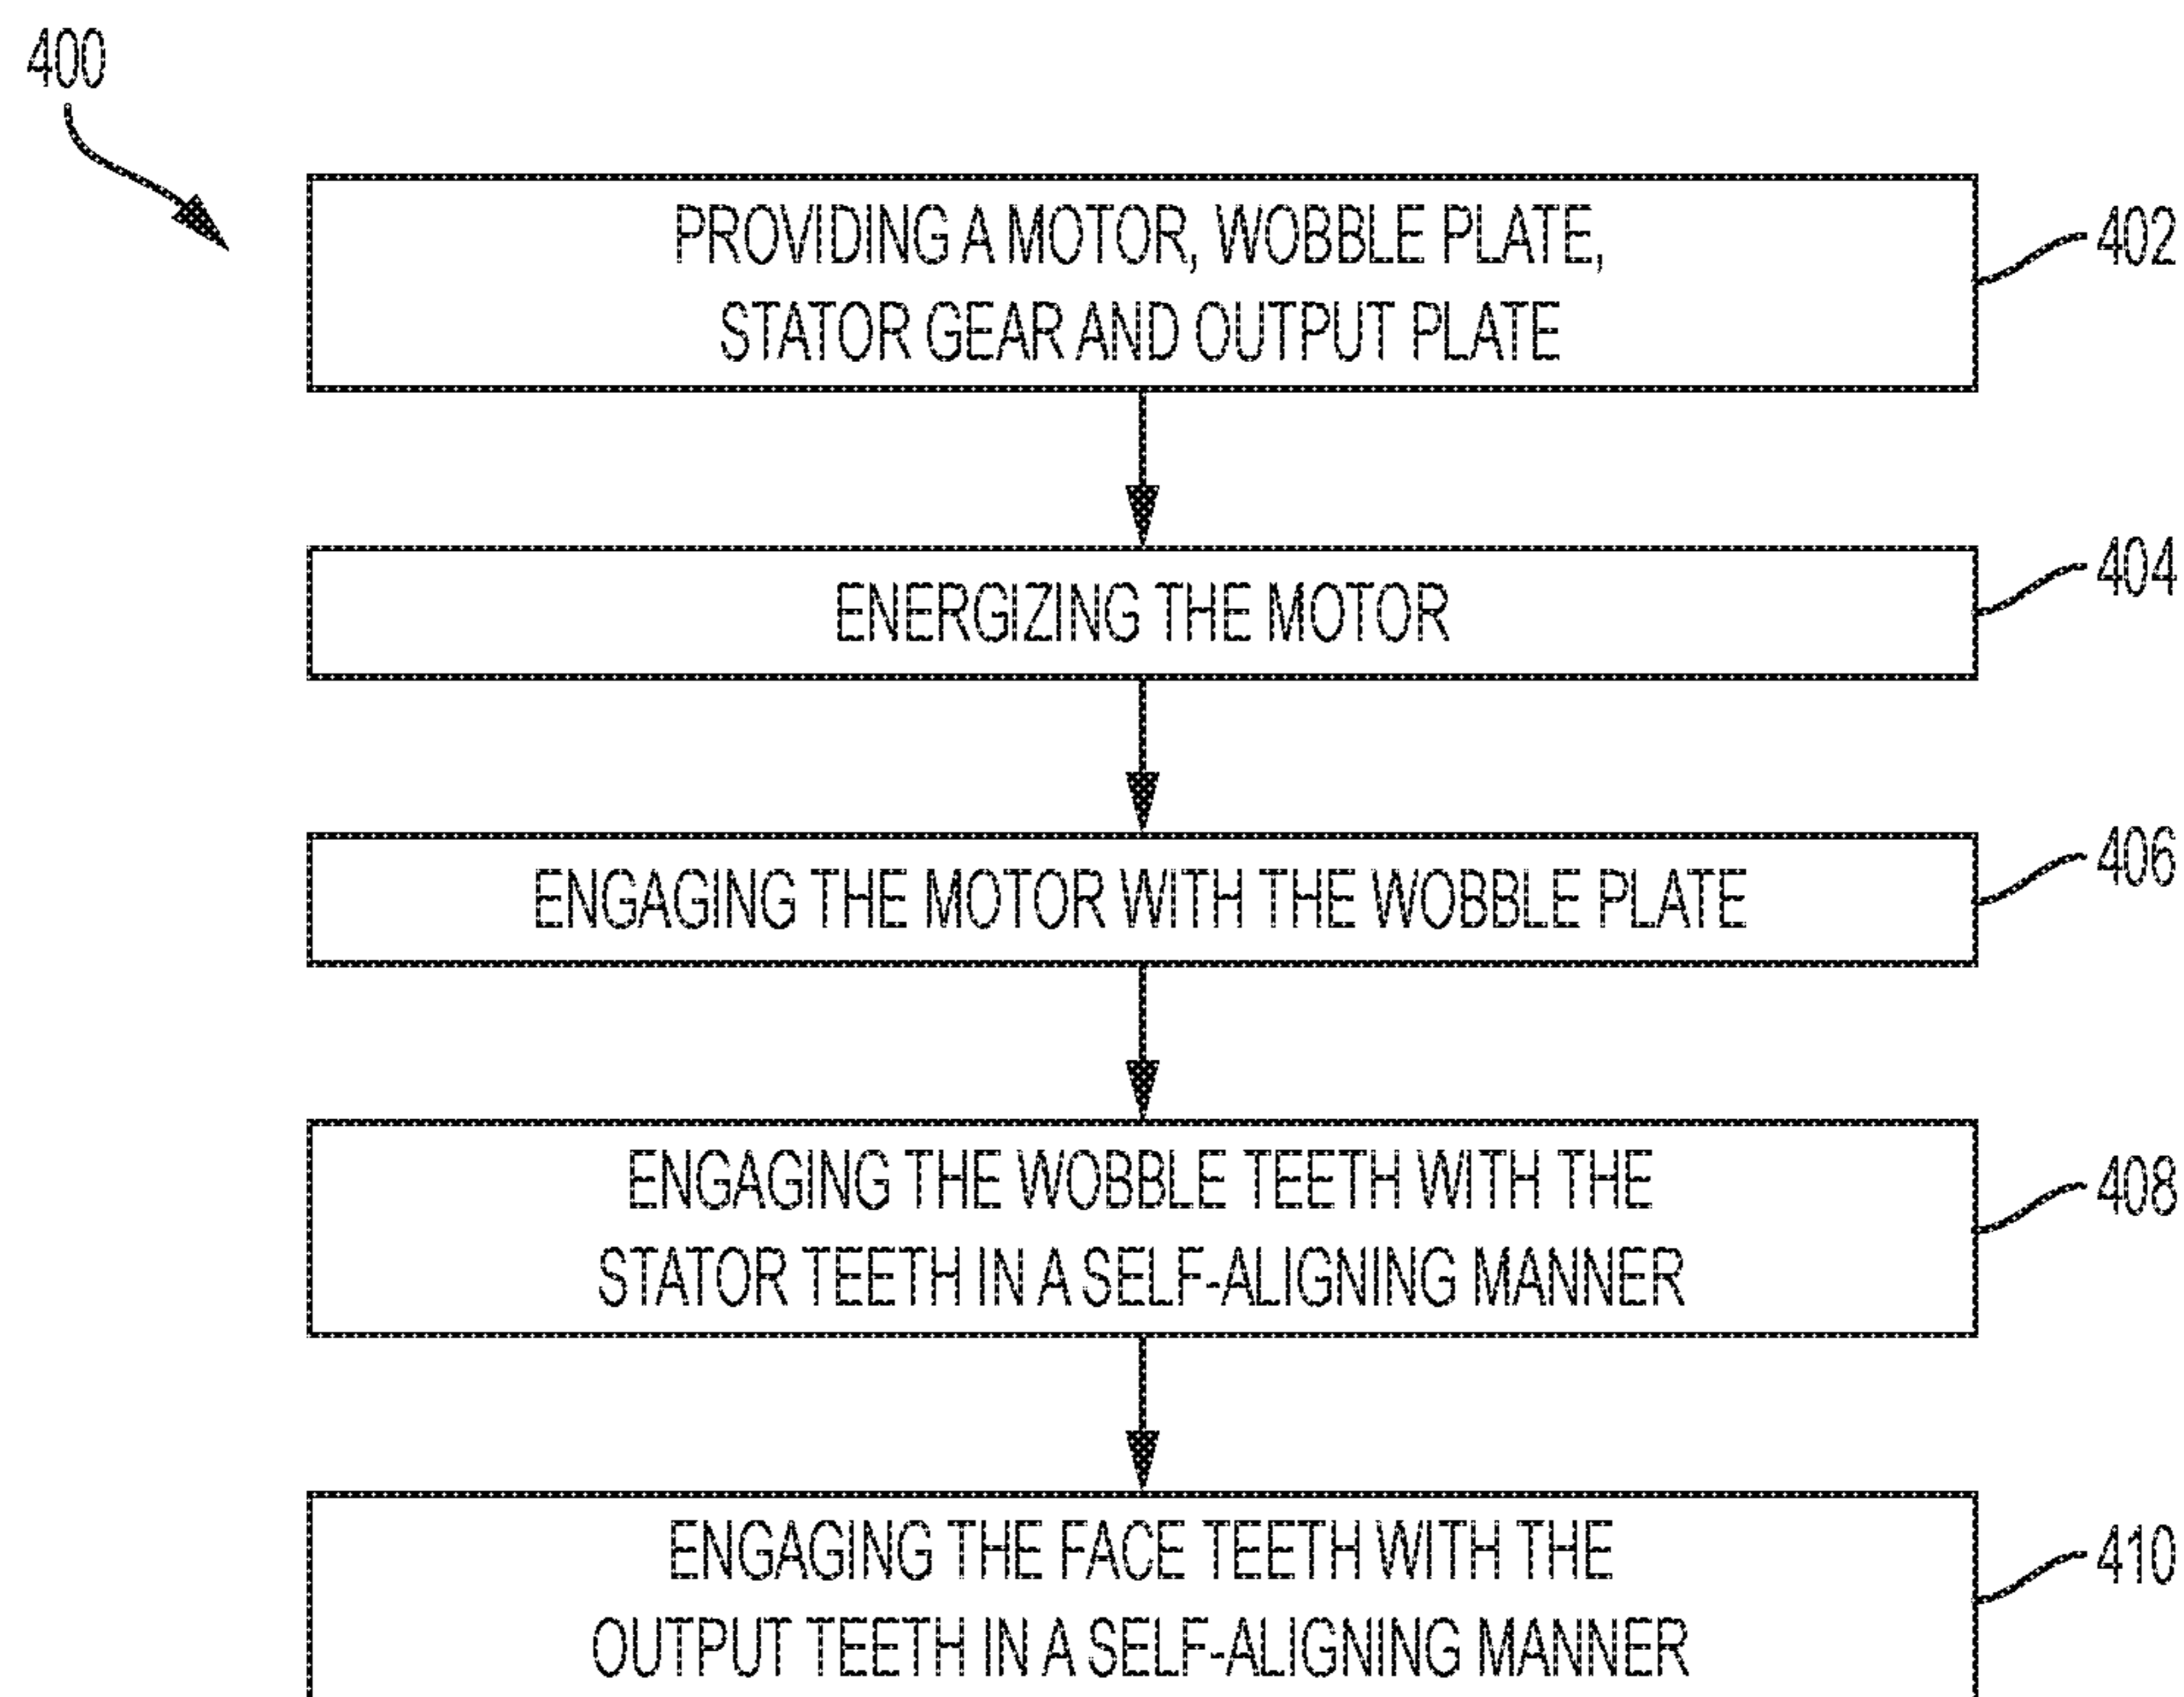 400
PROVIDING A MOTOR, WOBBLE PLATE,
STATOR GEAR AND OUTPUT PLATE
402
ENERGIZING THE MOTOR
404
ENGAGING THE MOTOR WITH THE WOBBLE PLATE
406
ENGAGING THE WOBBLE TEETH WITH THE
STATOR TEETH IN A SELF-ALIGNING MANNER
408
ENGAGING THE FACE TEETH WITH THE
OUTPUT TEETH IN A SELF-ALIGNING MANNER
410